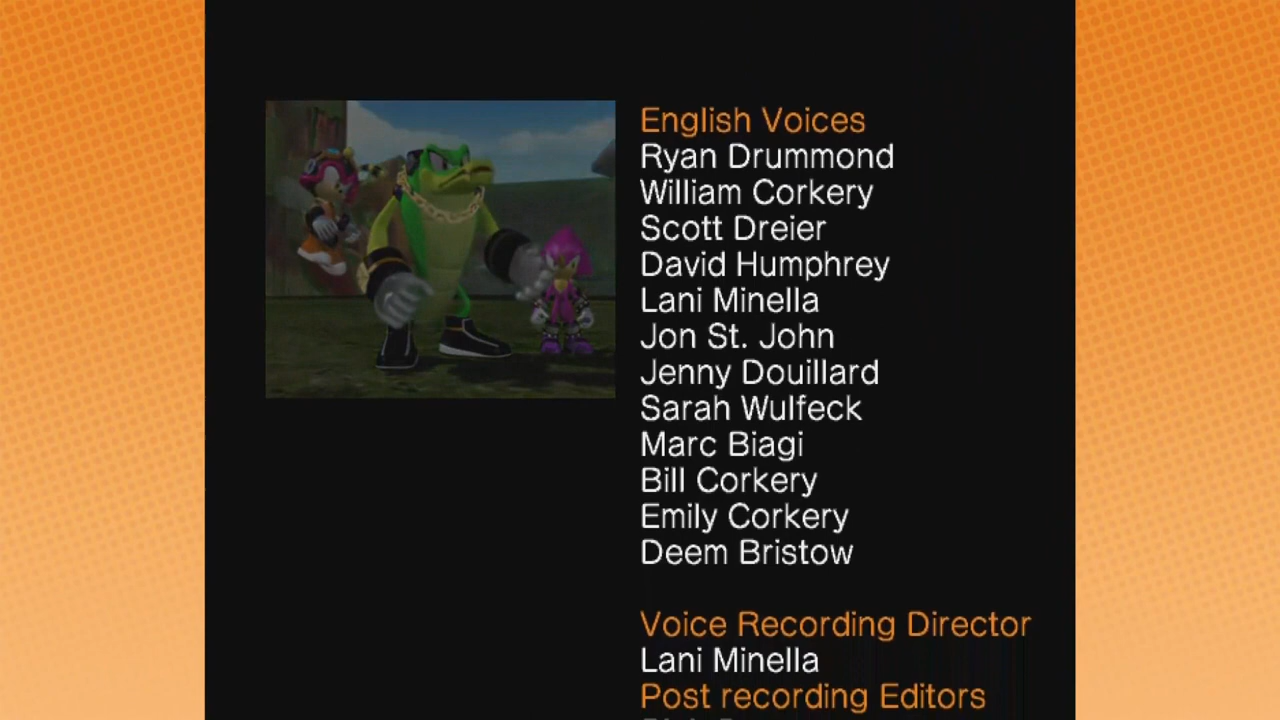 English Voices
Ryan Drummond
William Corkery
Scott Dreier
David Humphrey
Lani Minella
Jon St. John
Jenny Douillard
Sarah Wulfeck
Marc Biagi
Bill Corkery
Emily Corkery
Deem Bristow
Voice Recording Director
Lani Minella
Post recording Editors